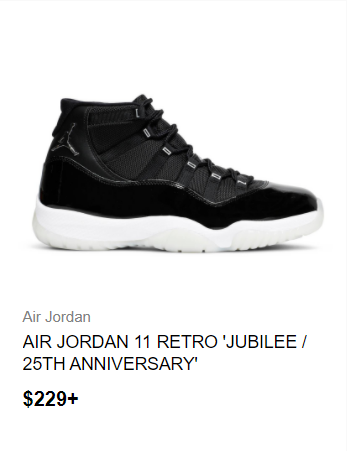 Air Jordan
AIR JORDAN 11 RETRO 'JUBILEE /
25TH ANNIVERSARY'
$229+